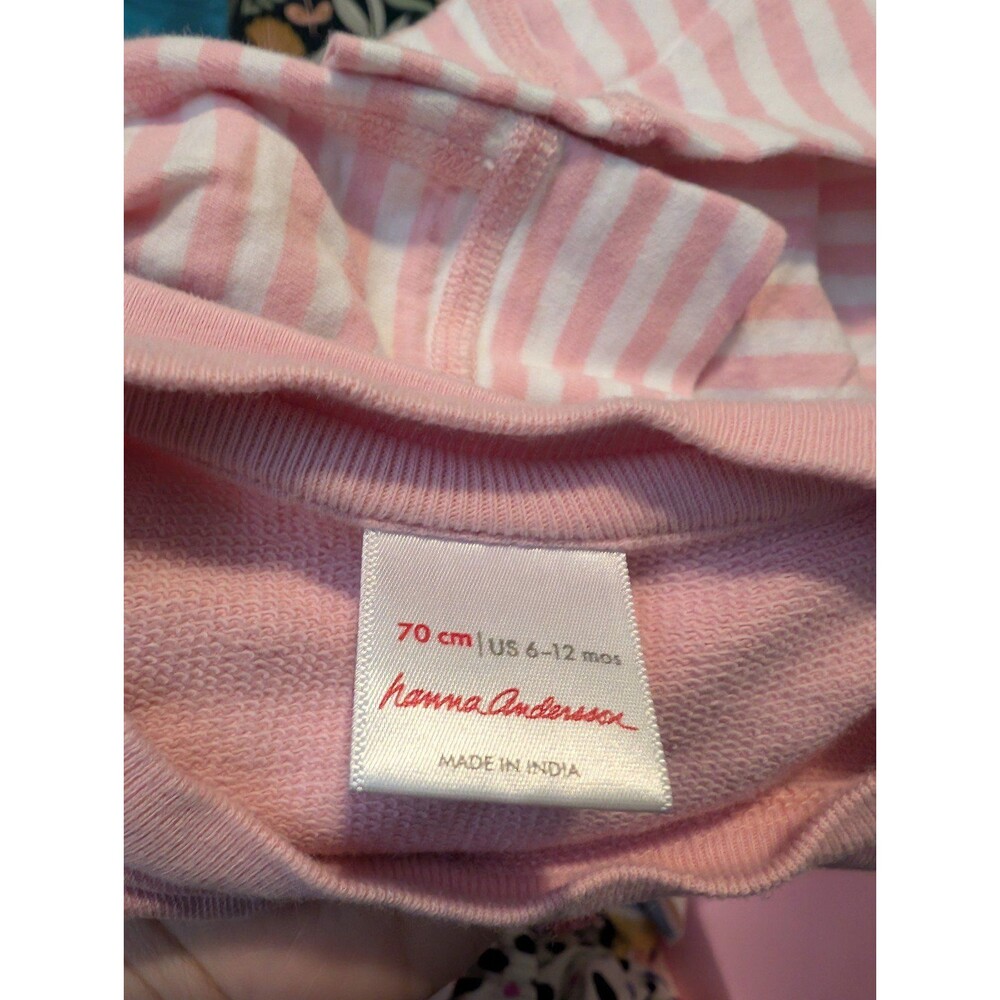 70 cm | US 6-12 mos
hanna Andersson
MADE IN INDIA